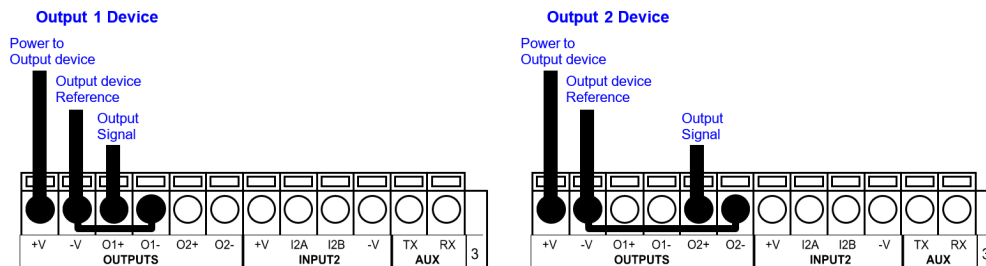 Output 1 Device
Power to
Output device
Output device
Reference
Output
Signal
+V -V O1+ O1- O2+ O2- +V I2A I2B -V TX RX
OUTPUTS INPUT2 AUX
3
Output 2 Device
Power to
Output device
Output device
Reference
Output
Signal
+V -V O1+ O1- O2+ O2- +V I2A I2B -V TX RX
OUTPUTS INPUT2 AUX